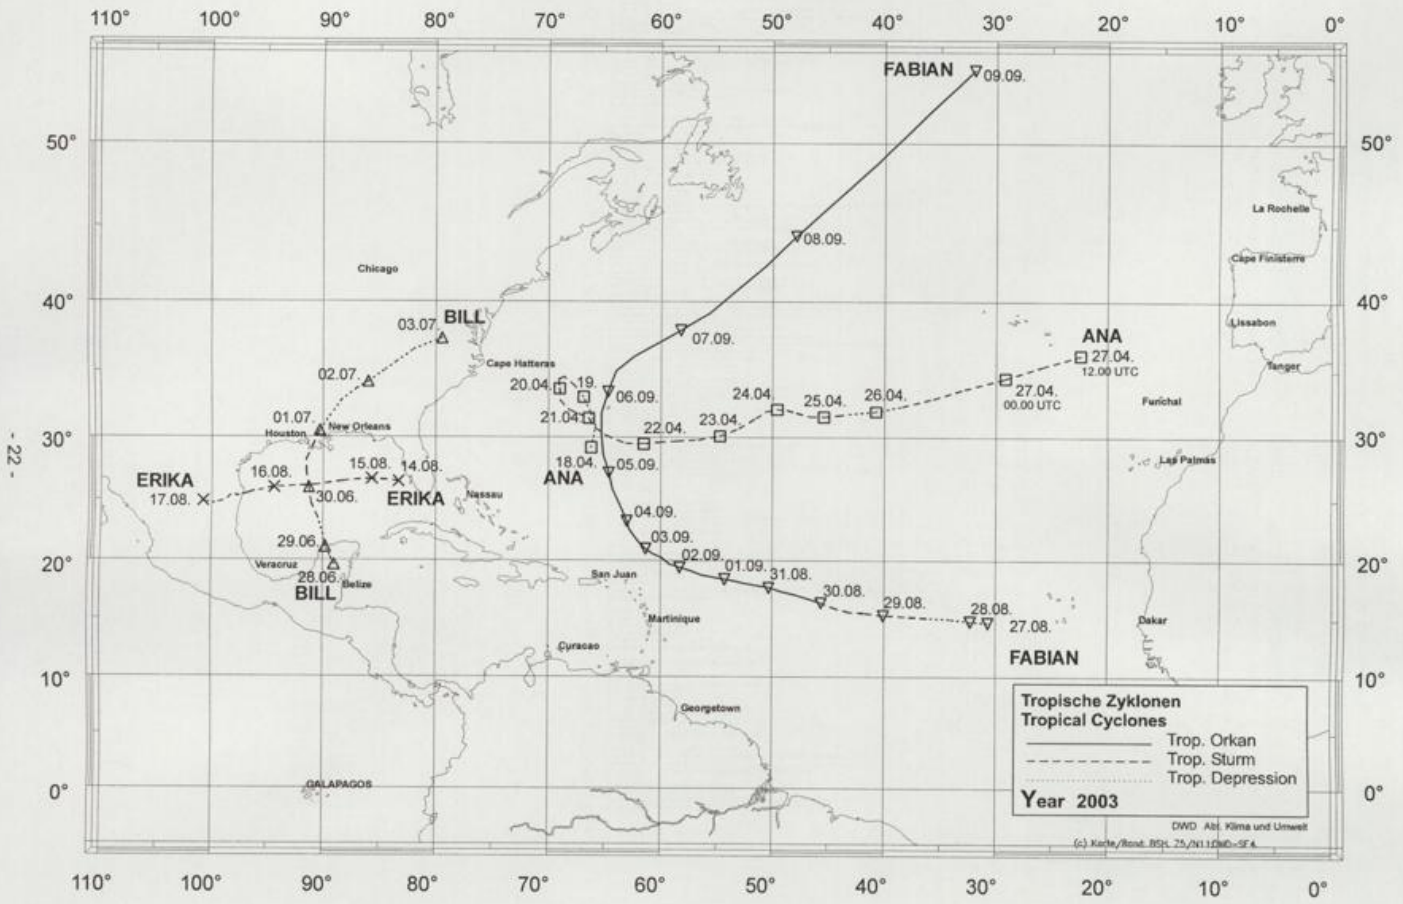 110° 100° 90° 80° 70° 60° 50° 40° 30° 20° 10° 0°
FABIAN 09.09.
50° 50°
La Rochelle
08.09.
Cape Finisterre
Chicago
40° 40°
03.07 BILL
Lissabon
07.09.
ANA
27.04.
12.00 UTC
Cape Hatteras
Tanger
02.07.
20.04. 19. 06.09.
24.04. 25.04. 26.04. 27.04.
00.00 UTC
Funchal
01.07. New Orleans
Houston
21.04. 22.04. 23.04.
30° 30°
18.04. 05.09.
ANA
Las Palmas
ERIKA 16.08. 15.08. 14.08.
17.08. 30.06. ERIKA
Nassau
- 22 -
04.09.
29.06. 03.09.
20° 20°
Veracruz
28.06. Belize
BILL
San Juan
02.09. 01.09. 31.08. 30.08. 29.08. 28.08.
27.08.
Martinique
Dakar
Curacao
FABIAN
10° 10°
Georgetown
Tropische Zyklonen
Tropical Cyclones
Trop. Orkan
Trop. Sturm
Trop. Depression
Year 2003
GALAPAGOS
0° 0°
DWD Abt. Klima und Umwelt
110° 100° 90° 80° 70° 60° 50° 40° 30° 20° 10° 0°